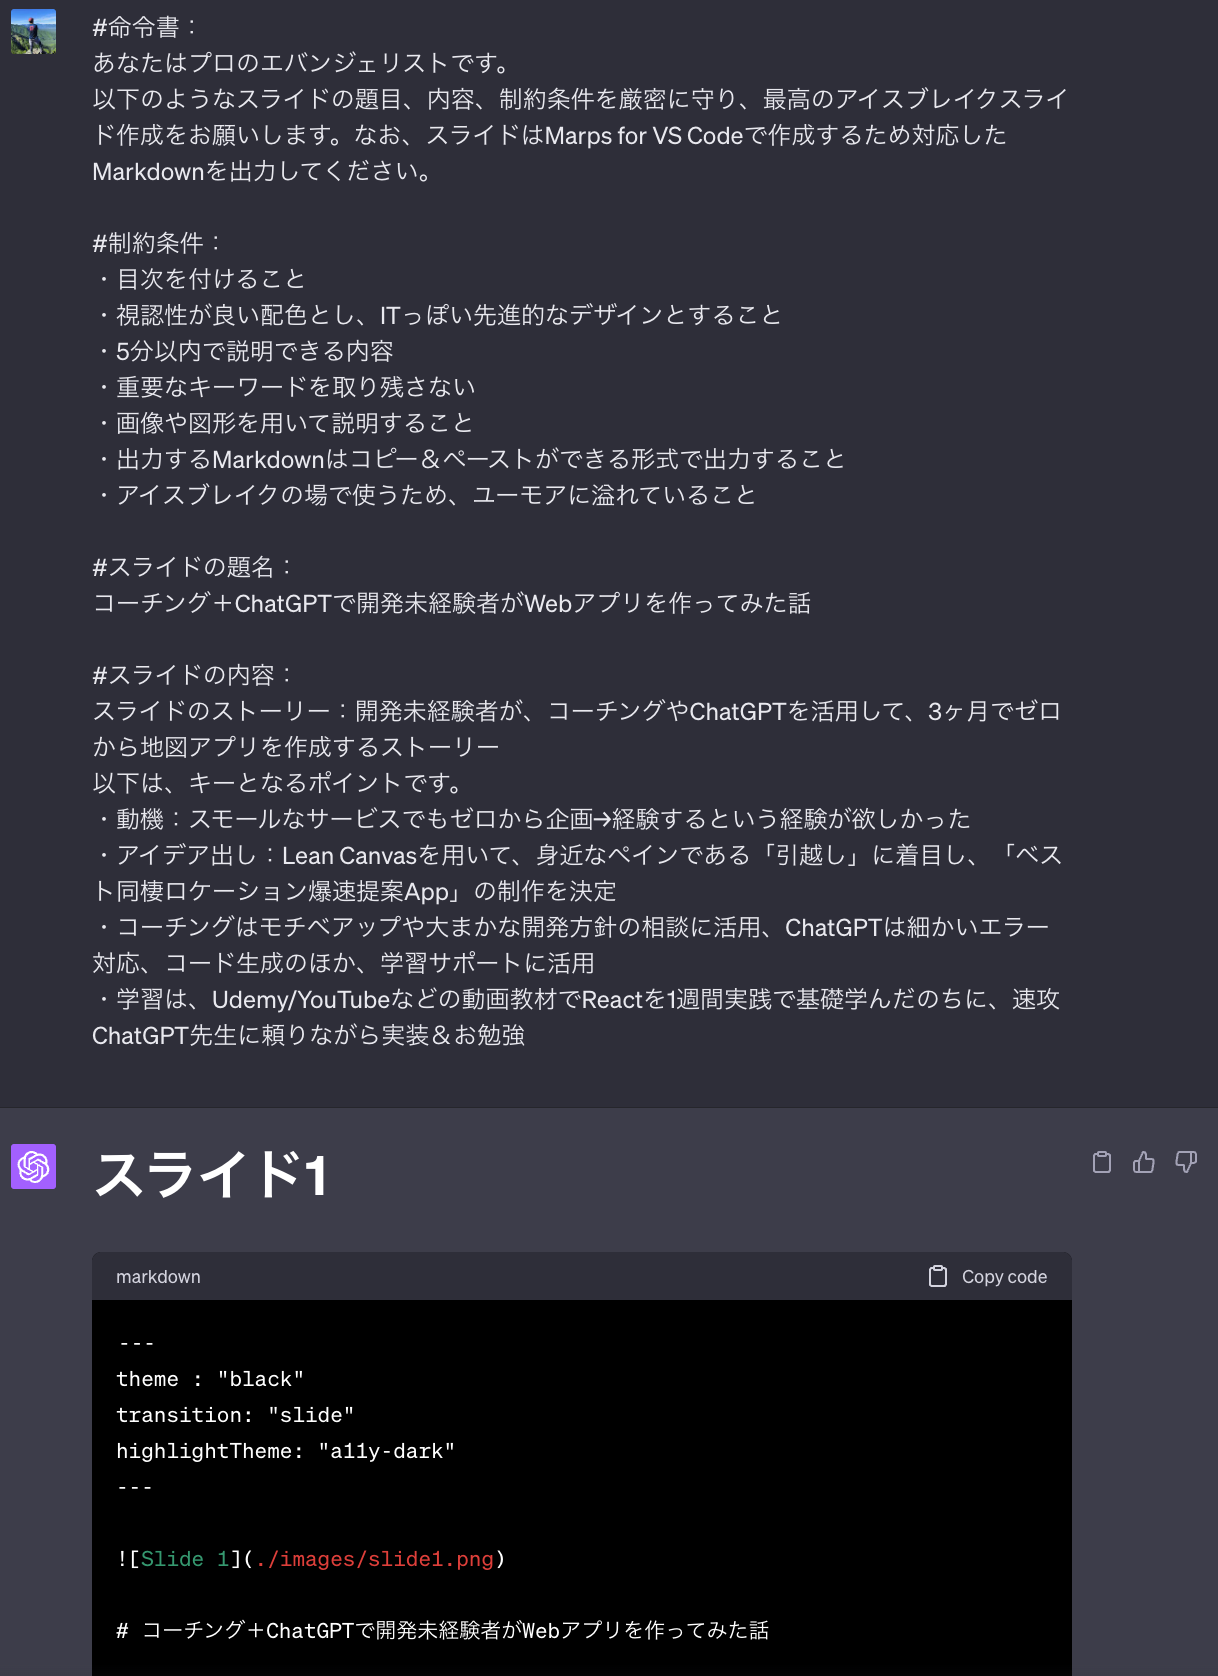 #命令書：
あなたはプロのエバンジェリストです。
以下のようなスライドの題目、内容、制約条件を厳密に守り、最高のアイスブレイクスライ
ド作成をお願いします。なお、スライドはMarps for VS Codeで作成するため対応した
Markdownを出力してください。
#制約条件：
・目次を付けること
・視認性が良い配色とし、ITっぽい先進的なデザインとすること
・5分以内で説明できる内容
・重要なキーワードを取り残さない
・画像や図形を用いて説明すること
・出力するMarkdownはコピー＆ペーストができる形式で出力すること
・アイスブレイクの場で使うため、ユーモアに溢れていること
#スライドの題名：
コーチング＋ChatGPTで開発未経験者がWebアプリを作ってみた話
#スライドの内容：
スライドのストーリー：開発未経験者が、コーチングやChatGPTを活用して、3ヶ月でゼロ
から地図アプリを作成するストーリー
以下は、キーとなるポイントです。
・動機：スモールなサービスでもゼロから企画→経験するという経験が欲しかった
・アイデア出し：Lean Canvasを用いて、身近なペインである「引越し」に着目し、「ベス
ト同棲ロケーション爆速提案App」の制作を決定
・コーチングはモチベアップや大まかな開発方針の相談に活用、ChatGPTは細かいエラー
対応、コード生成のほか、学習サポートに活用
・学習は、Udemy/YouTubeなどの動画教材でReactを1週間実践で基礎学んだのちに、速攻
ChatGPT先生に頼りながら実装＆お勉強
スライド1
markdown
Copy code
---
theme : "black"
transition: "slide"
highlightTheme: "a11y-dark"
---
![Slide 1](./images/slide1.png)
# コーチング＋ChatGPTで開発未経験者がWebアプリを作ってみた話